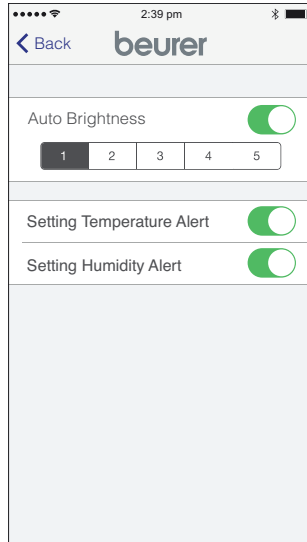 2:39 pm
Back beurer
Auto Brightness
1 2 3 4 5
Setting Temperature Alert
Setting Humidity Alert